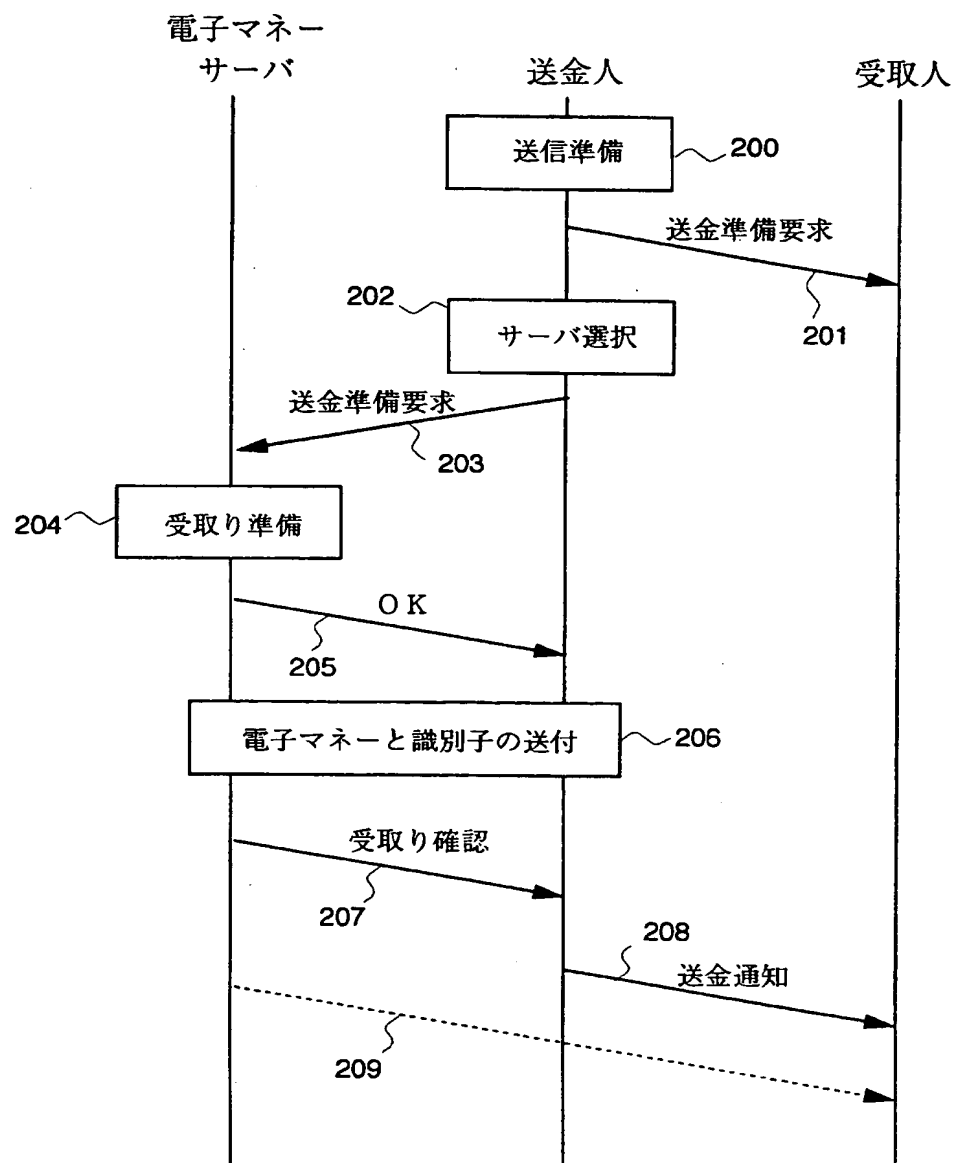 電子マネー
サーバ
送金人
受取人
送信準備
200
送金準備要求
201
202
サーバ選択
送金準備要求
203
204
受取り準備
OK
205
電子マネーと識別子の送付
206
受取り確認
207
208
送金通知
209